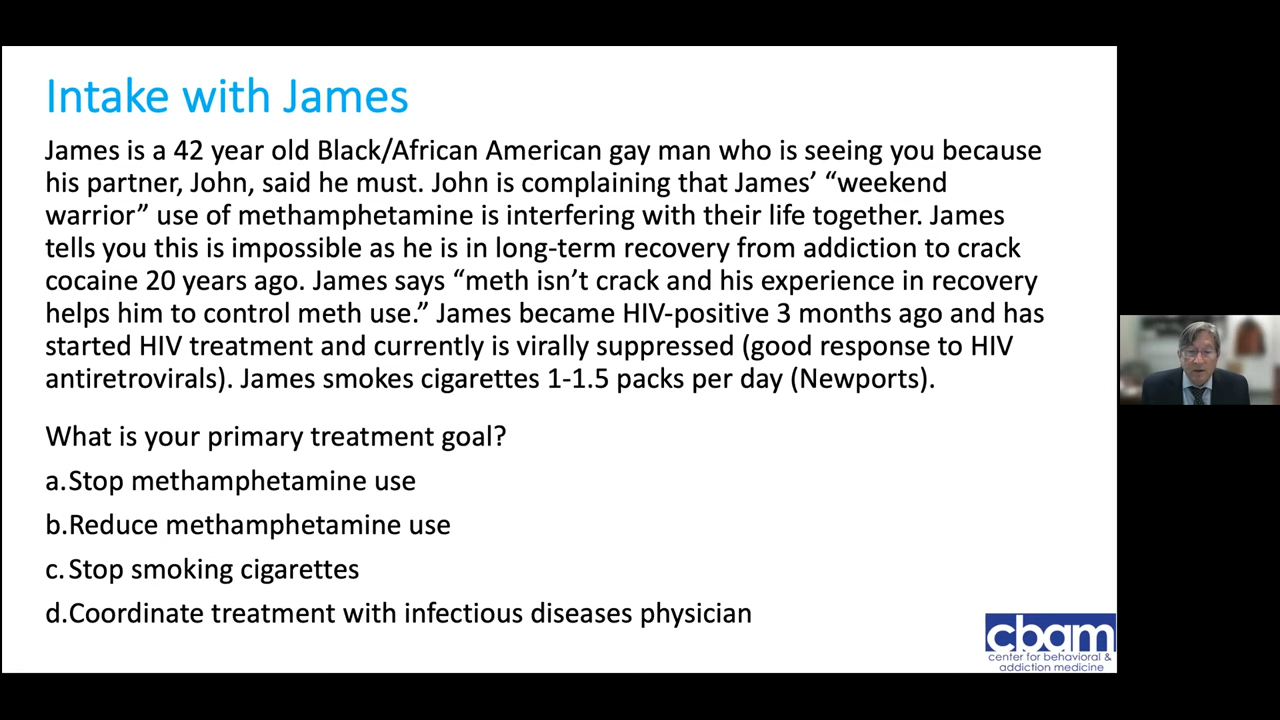 Intake with James
James is a 42 year old Black/African American gay man who is seeing you because
his partner, John, said he must. John is complaining that James’ “weekend
warrior” use of methamphetamine is interfering with their life together. James
tells you this is impossible as he is in long-term recovery from addiction to crack
cocaine 20 years ago. James says “meth isn’t crack and his experience in recovery
helps him to control meth use.” James became HIV-positive 3 months ago and has
started HIV treatment and currently is virally suppressed (good response to HIV
antiretrovirals). James smokes cigarettes 1-1.5 packs per day (Newports).
What is your primary treatment goal?
a.Stop methamphetamine use
b.Reduce methamphetamine use
c. Stop smoking cigarettes
d.Coordinate treatment with infectious diseases physician
cbam
center for behavioral &
addiction medicine